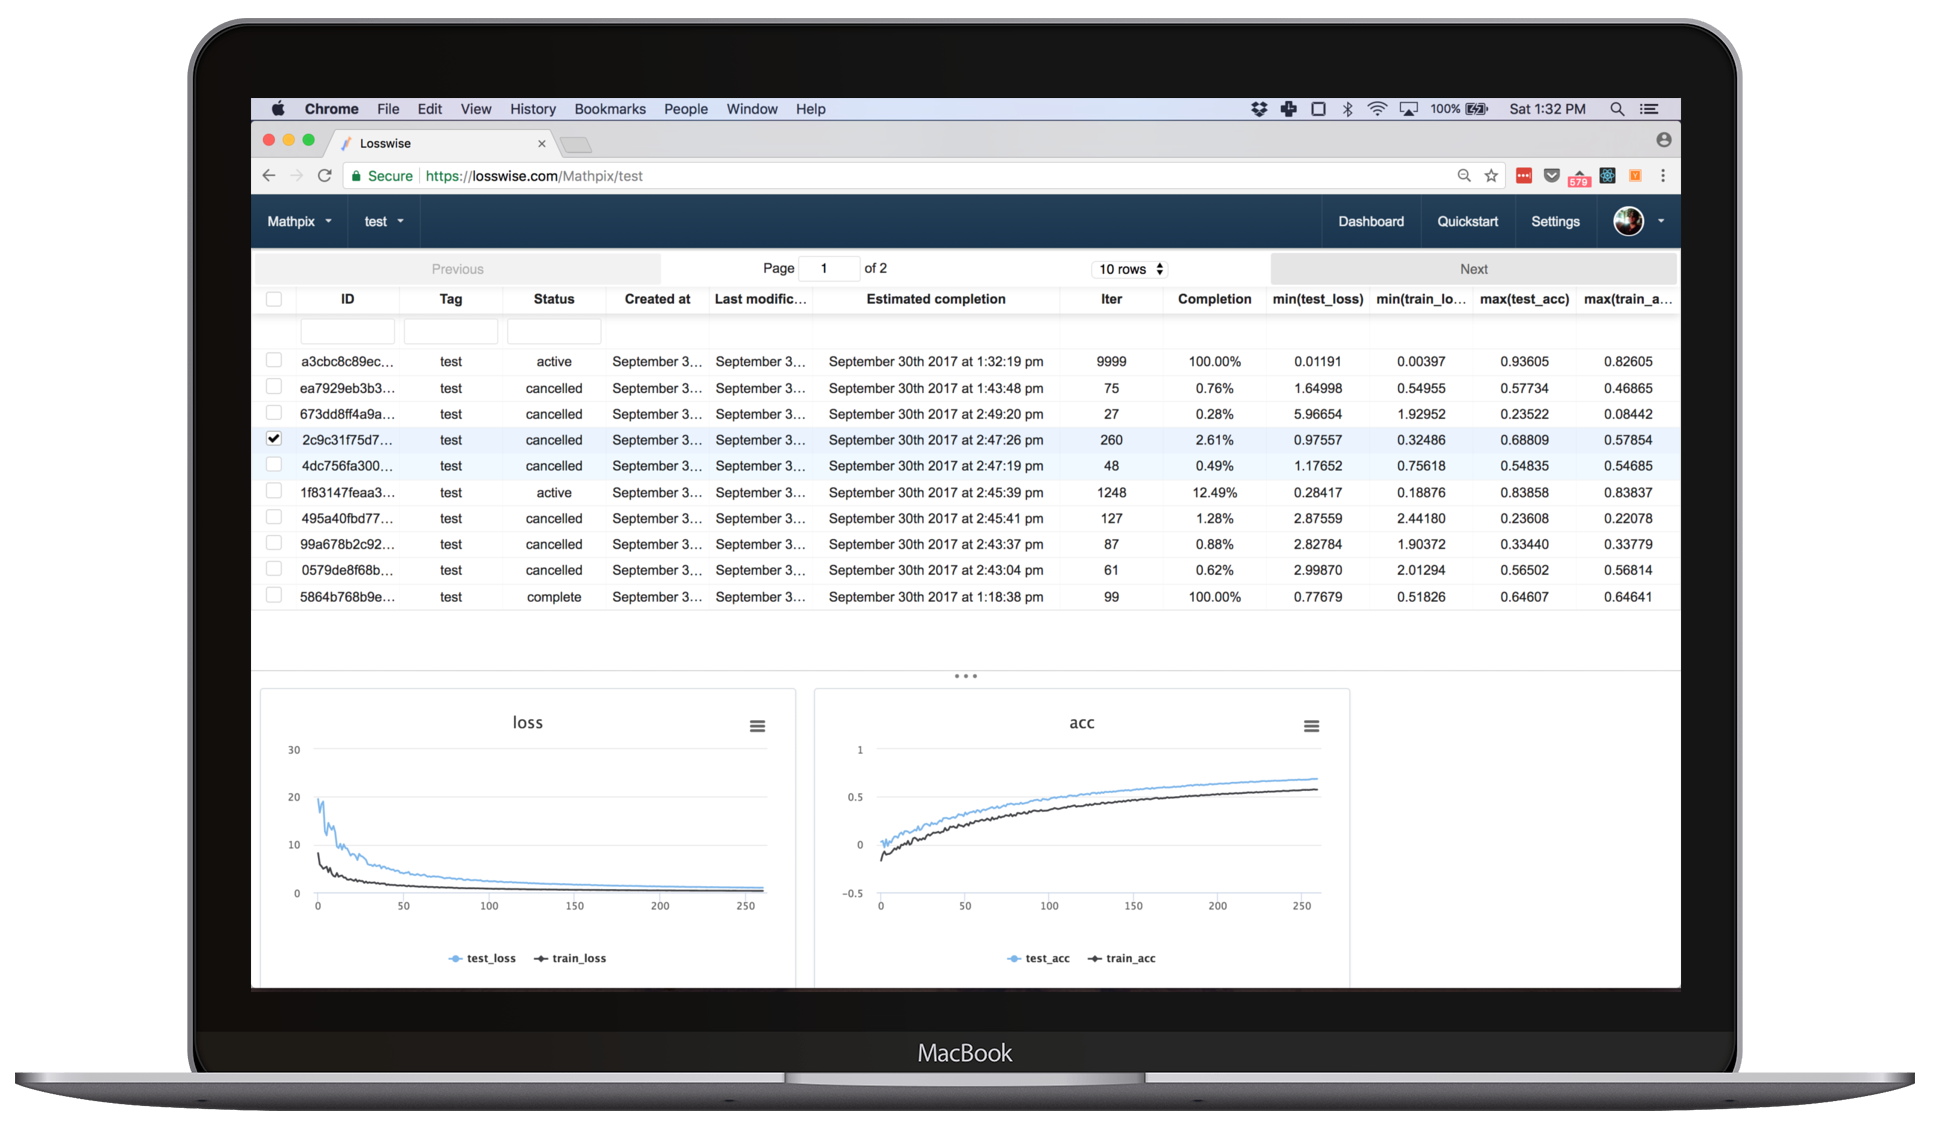 Chrome File Edit View History Bookmarks People Window Help 100% Sat 1:32 PM
Losswise
Secure https://losswise.com/Mathpix/test 579
Mathpix test Dashboard Quickstart Settings
Previous Page 1 of 2 10 rows Next
ID Tag Status Created at Last modific... Estimated completion Iter Completion min(test_loss) min(train_lo... max(test_acc) max(train_a...
a3cbc8c89ec... test active September 3... September 3... September 30th 2017 at 1:32:19 pm 9999 100.00% 0.01191 0.00397 0.93605 0.82605
ea7929eb3b3... test cancelled September 3... September 3... September 30th 2017 at 1:43:48 pm 75 0.76% 1.64998 0.54955 0.57734 0.46865
673dd8ff4a9a... test cancelled September 3... September 3... September 30th 2017 at 2:49:20 pm 27 0.28% 5.96654 1.92952 0.23522 0.08442
2c9c31f75d7... test cancelled September 3... September 3... September 30th 2017 at 2:47:26 pm 260 2.61% 0.97557 0.32486 0.68809 0.57854
4dc756fa300... test cancelled September 3... September 3... September 30th 2017 at 2:47:19 pm 48 0.49% 1.17652 0.75618 0.54835 0.54685
1f83147feaa3... test active September 3... September 3... September 30th 2017 at 2:45:39 pm 1248 12.49% 0.28417 0.18876 0.83858 0.83837
495a40fbd77... test cancelled September 3... September 3... September 30th 2017 at 2:45:41 pm 127 1.28% 2.87559 2.44180 0.23608 0.22078
99a678b2c92... test cancelled September 3... September 3... September 30th 2017 at 2:43:37 pm 87 0.88% 2.82784 1.90372 0.33440 0.33779
0579de8f68b... test cancelled September 3... September 3... September 30th 2017 at 2:43:04 pm 61 0.62% 2.99870 2.01294 0.56502 0.56814
5864b768b9e... test complete September 3... September 3... September 30th 2017 at 1:18:38 pm 99 100.00% 0.77679 0.51826 0.64607 0.64641
loss
30
20
10
0
0 50 100 150 200 250
test_loss train_loss
acc
1
0.5
0
−0.5
0 50 100 150 200 250
test_acc train_acc
MacBook